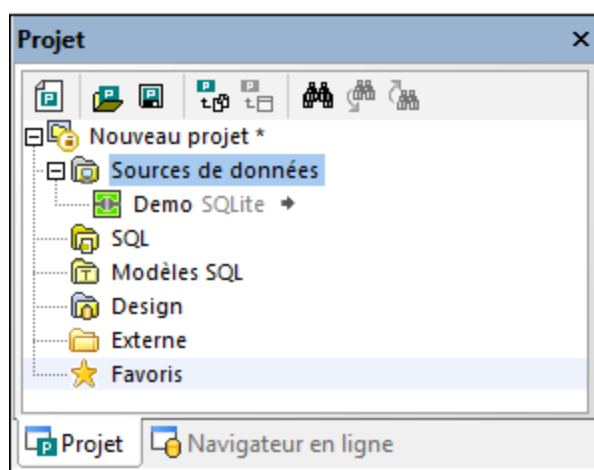 Projet
Nouveau projet *
Sources de données
Demo SQLite
SQL
Modèles SQL
Design
Externe
Favoris
Projet Navigateur en ligne